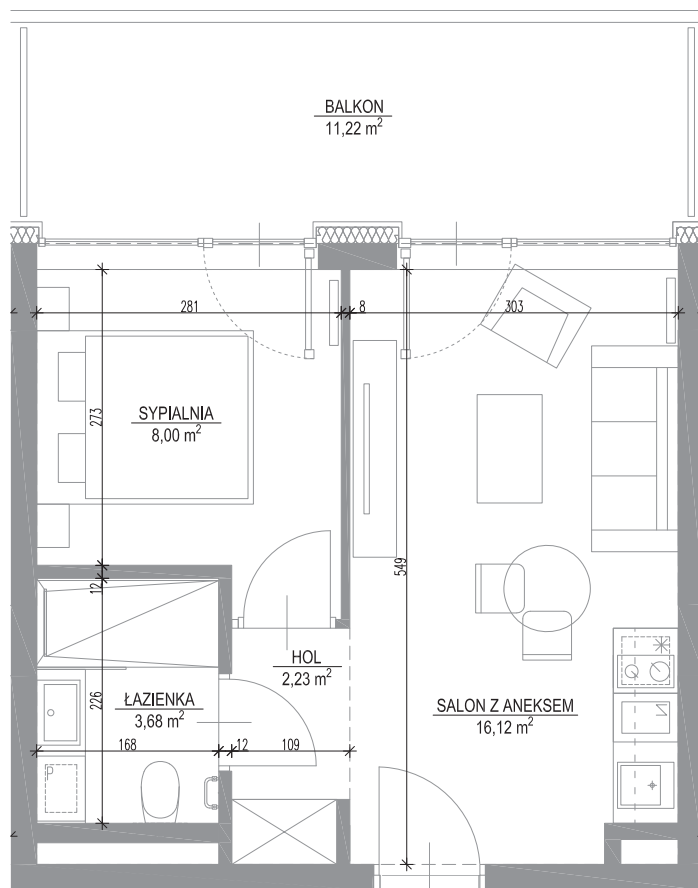 BALKON
11,22 m²
281
8
303
SYPIALNIA
8,00 m²
273
549
12
HOL
2,23 m²
ŁAZIENKA
3,68 m²
226
SALON Z ANEKSEM
16,12 m²
168
12
109